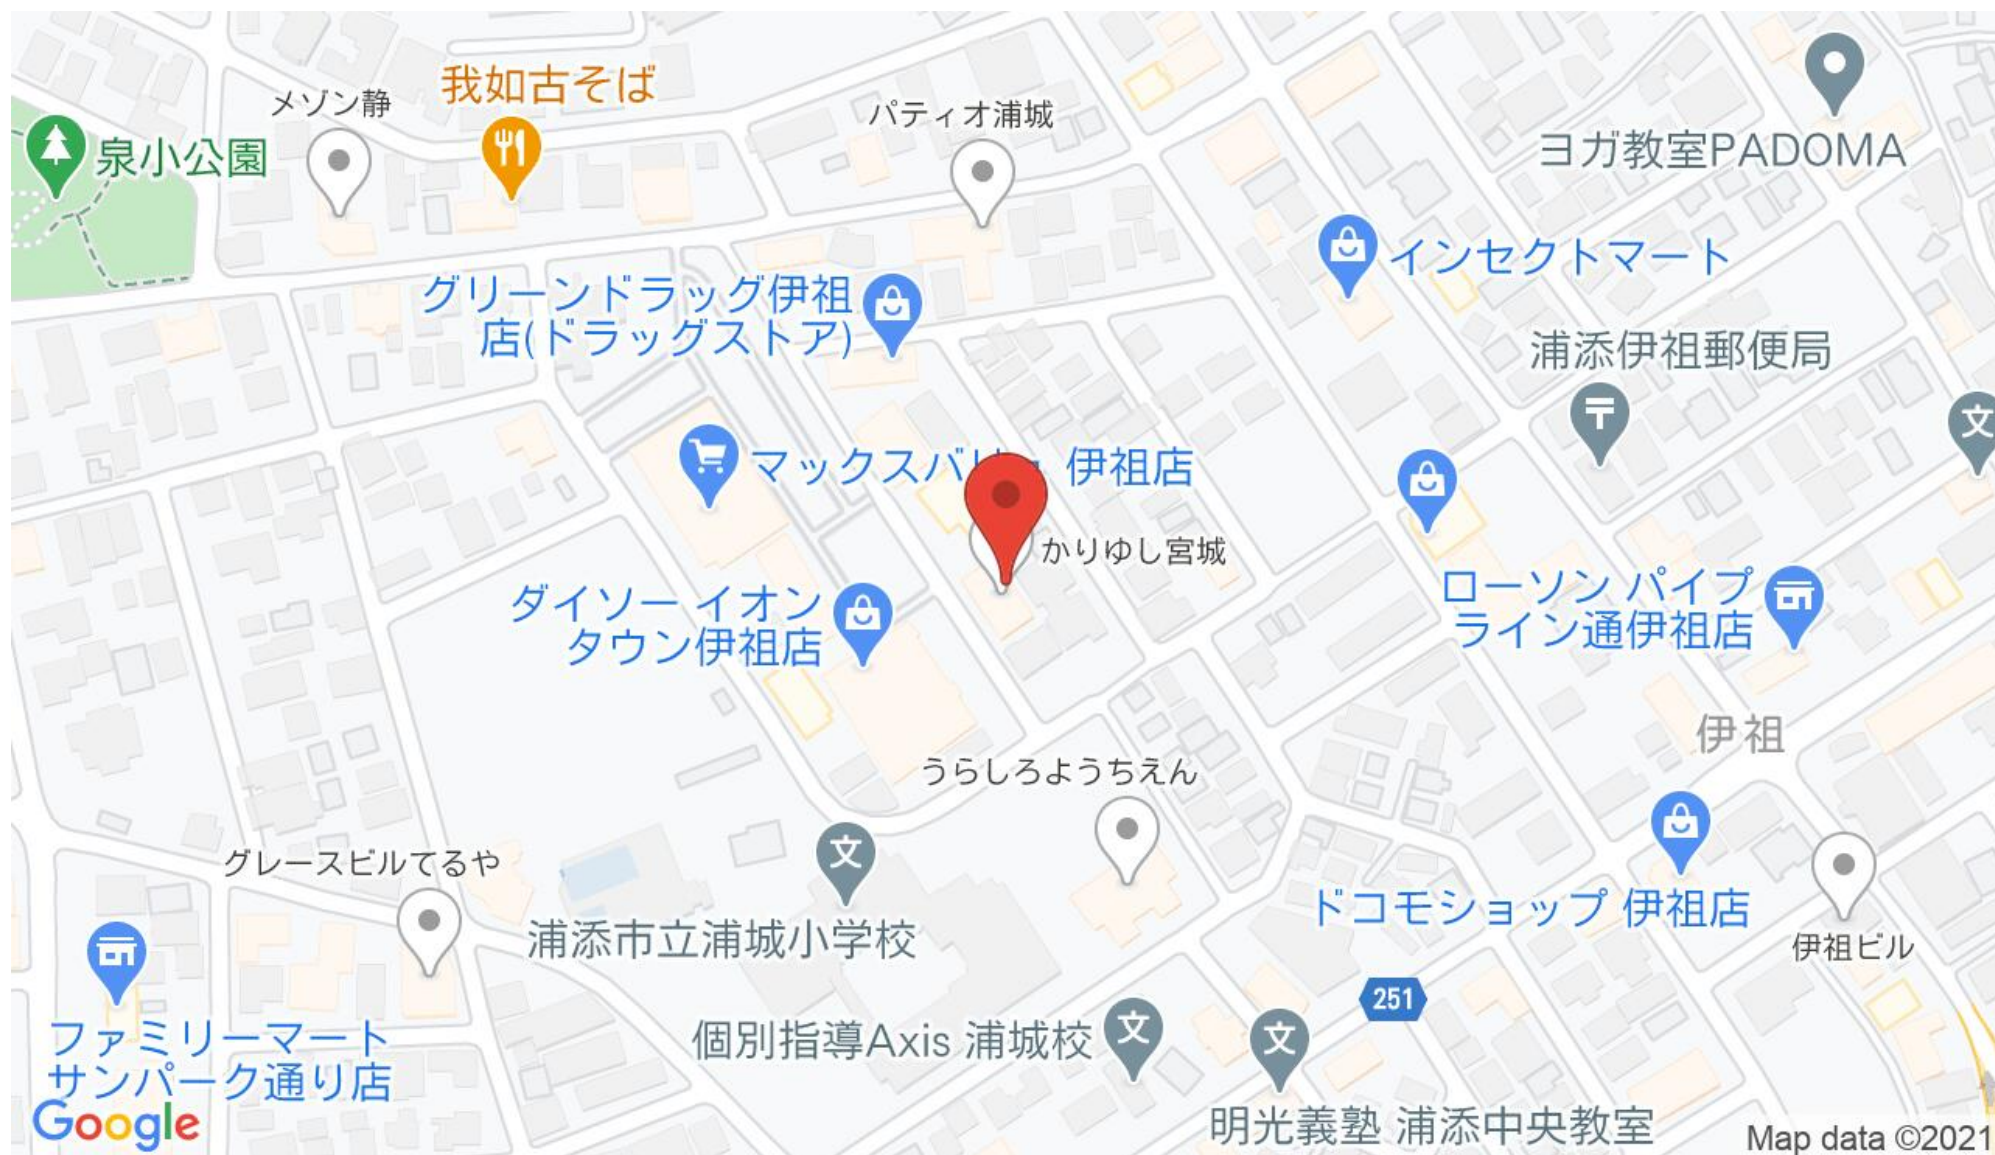 我如古そば
メゾン静
パティオ浦城
泉小公園
ヨガ教室PADOMA
インセクトマート
グリーンドラッグ伊祖
店(ドラッグストア)
浦添伊祖郵便局
マックスバリュ 伊祖店
かりゆし宮城
ダイソー イオン
タウン伊祖店
ローソン パイプ
ライン通伊祖店
伊祖
うらしろようちえん
グレースビルてるや
ドコモショップ 伊祖店
浦添市立浦城小学校
伊祖ビル
251
ファミリーマート
サンパーク通り店
個別指導Axis 浦城校
明光義塾 浦添中央教室
Google
Map data ©2021